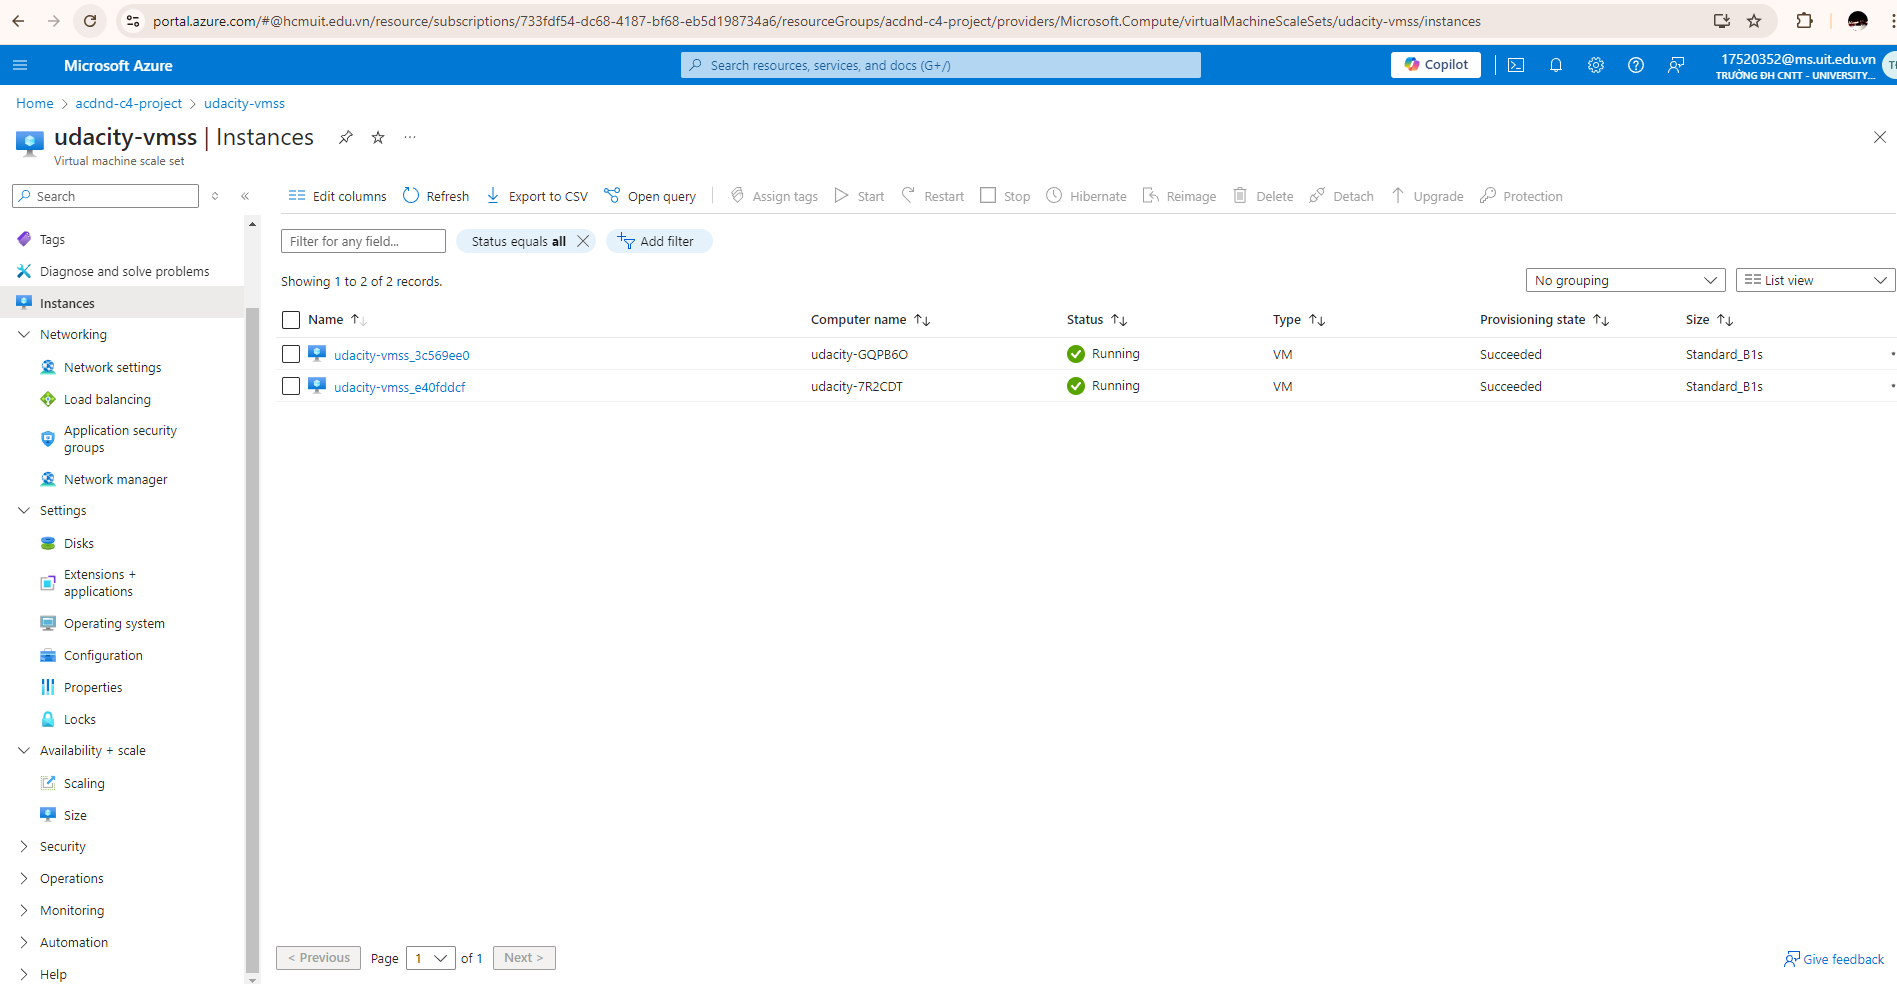 portal.azure.com/#@hcmuit.edu.vn/resource/subscriptions/733fdf54-dc68-4187-bf68-eb5d198734a6/resourceGroups/acdnd-c4-project/providers/Microsoft.Compute/virtualMachineScaleSets/udacity-vmss/instances
Microsoft Azure
Search resources, services, and docs (G+/)
Copilot
17520352@ms.uit.edu.vn
TRƯỜNG ĐH CNTT - UNIVERSITY...
Home > acdnd-c4-project > udacity-vmss
udacity-vmss | Instances
Virtual machine scale set
Search
Edit columns Refresh Export to CSV Open query Assign tags Start Restart Stop Hibernate Reimage Delete Detach Upgrade Protection
Tags
Diagnose and solve problems
Instances
Networking
Network settings
Load balancing
Application security
groups
Network manager
Settings
Disks
Extensions +
applications
Operating system
Configuration
Properties
Locks
Availability + scale
Scaling
Size
Security
Operations
Monitoring
Automation
Help
Filter for any field...
Status equals all
Add filter
Showing 1 to 2 of 2 records.
No grouping
List view
Name Computer name Status Type Provisioning state Size
udacity-vmss_3c569ee0 udacity-GQPB6O Running VM Succeeded Standard_B1s
udacity-vmss_e40fddcf udacity-7R2CDT Running VM Succeeded Standard_B1s
< Previous Page 1 of 1 Next >
Give feedback